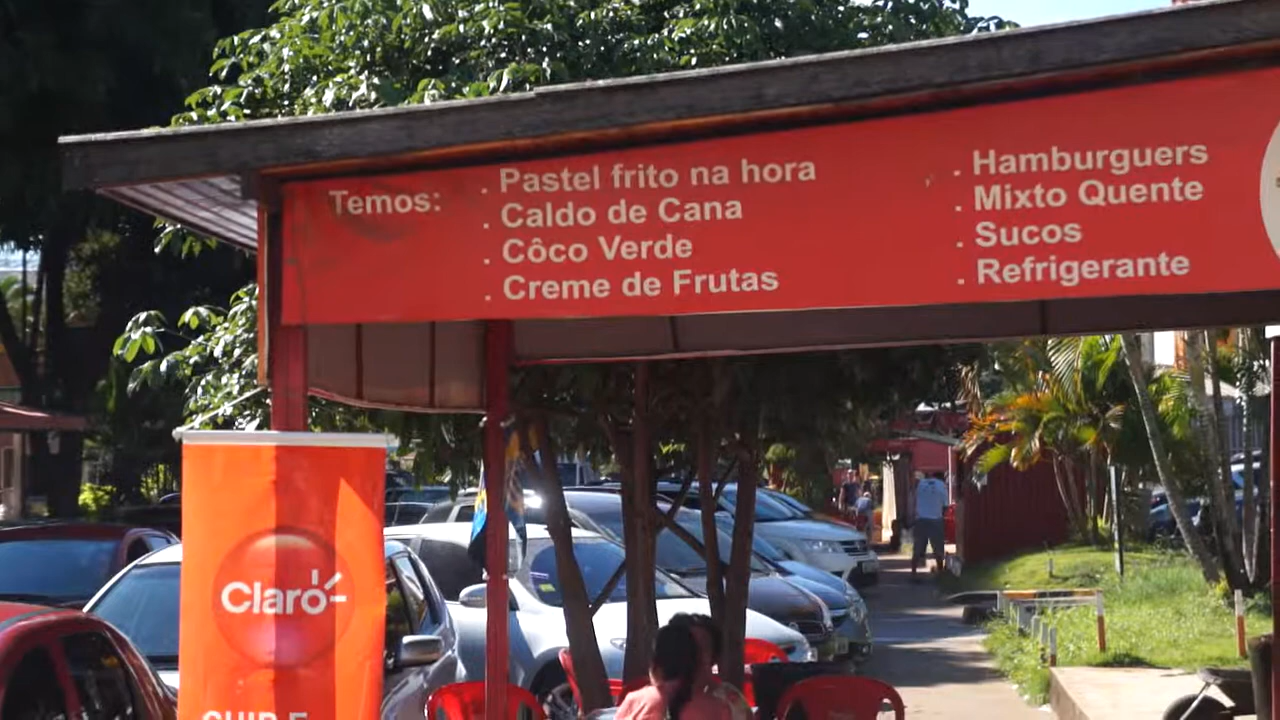 Temos:
. Pastel frito na hora
. Caldo de Cana
. Côco Verde
. Creme de Frutas
. Hamburguers
. Mixto Quente
. Sucos
. Refrigerante
Claro